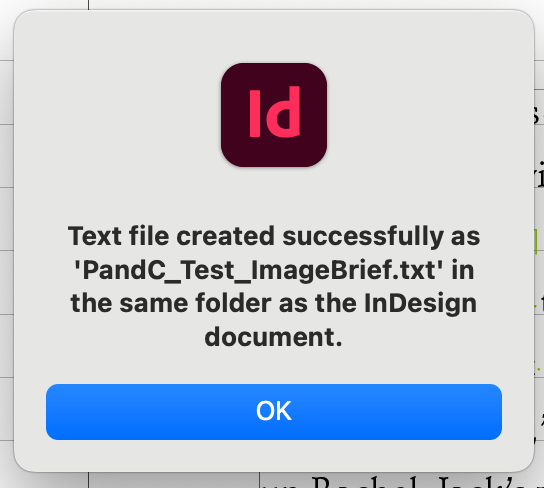 Id
Text file created successfully as
'PandC_Test_ImageBrief.txt' in
the same folder as the InDesign
document.
OK